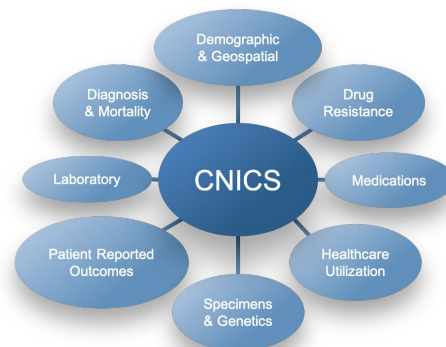 Demographic
& Geospatial
Diagnosis
& Mortality
Drug
Resistance
CNICS
Laboratory
Medications
Patient Reported
Outcomes
Healthcare
Utilization
Specimens
& Genetics